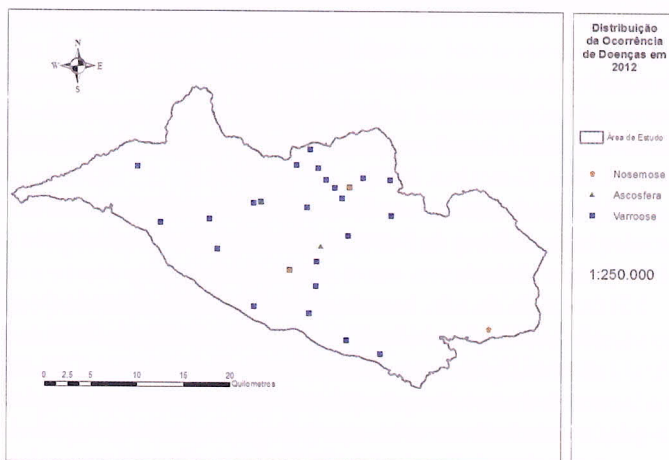 N
W E
S
0 2.5 5 10 15 20
Quilometros
Distribuição
da Ocorrência
de Doenças em
2012
Área de Estudo
Nosemose
Ascosfera
Varroose
1:250.000